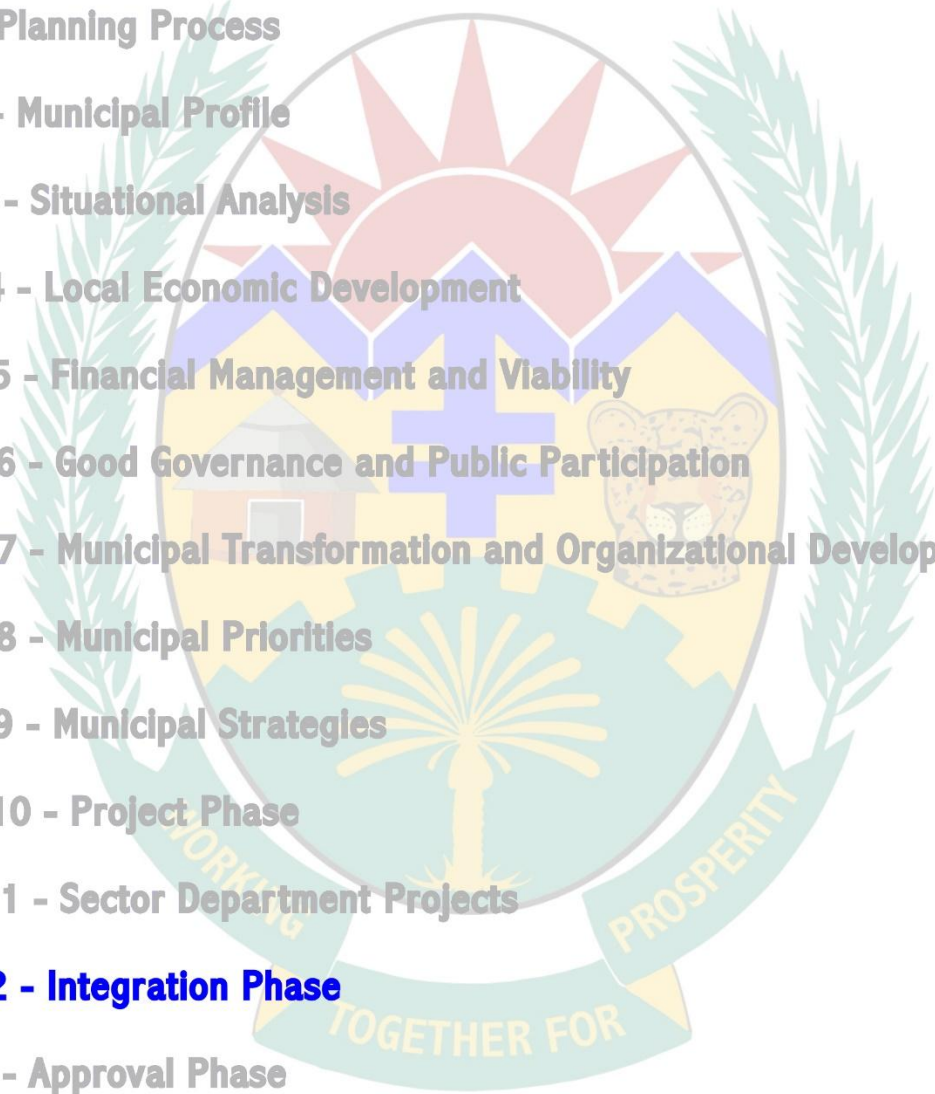 Planning Process
- Municipal Profile
- Situational Analysis
4 - Local Economic Development
5 - Financial Management and Viability
6 - Good Governance and Public Participation
7 - Municipal Transformation and Organizational Develop
8 - Municipal Priorities
9 - Municipal Strategies
10 - Project Phase
1 - Sector Department Projects
2 - Integration Phase
- Approval Phase
WORKING TOGETHER FOR PROSPERITY